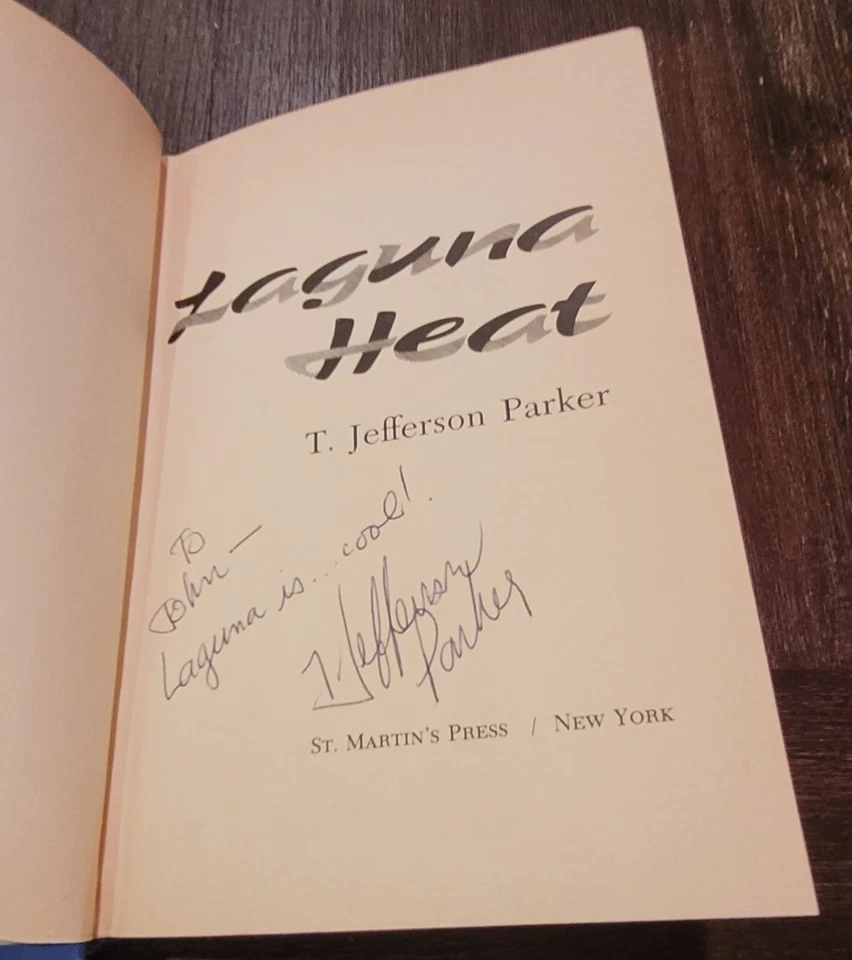 Laguna
Heat
T. Jefferson Parker
To
John —
Laguna is... cool!
T. Jefferson
Parker
ST. MARTIN'S PRESS / NEW YORK